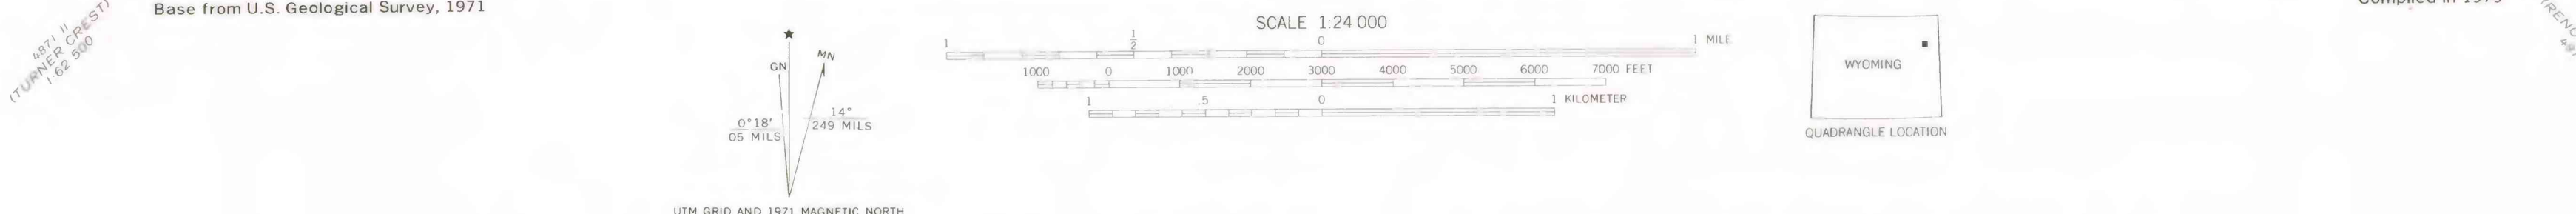 Base from U.S. Geological Survey, 1971
4871 II
(TURNER CREST)
1:62 500
★
GN
MN
0°18'
05 MILS
14°
249 MILS
UTM GRID AND 1971 MAGNETIC NORTH
SCALE 1:24 000
1 1/2 0 1 MILE
1000 0 1000 2000 3000 4000 5000 6000 7000 FEET
1 .5 0 1 KILOMETER
WYOMING
QUADRANGLE LOCATION